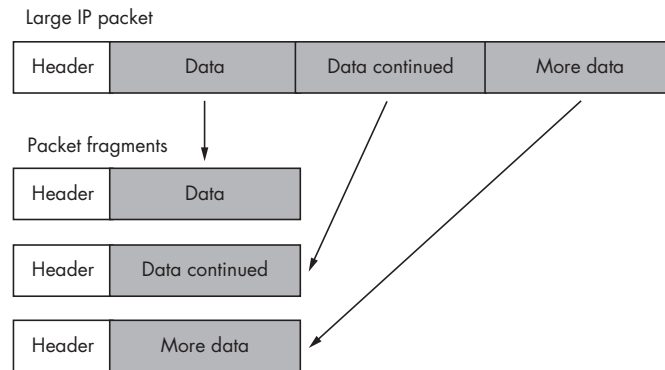 Large IP packet
Header Data Data continued More data
Packet fragments
Header Data
Header Data continued
Header More data